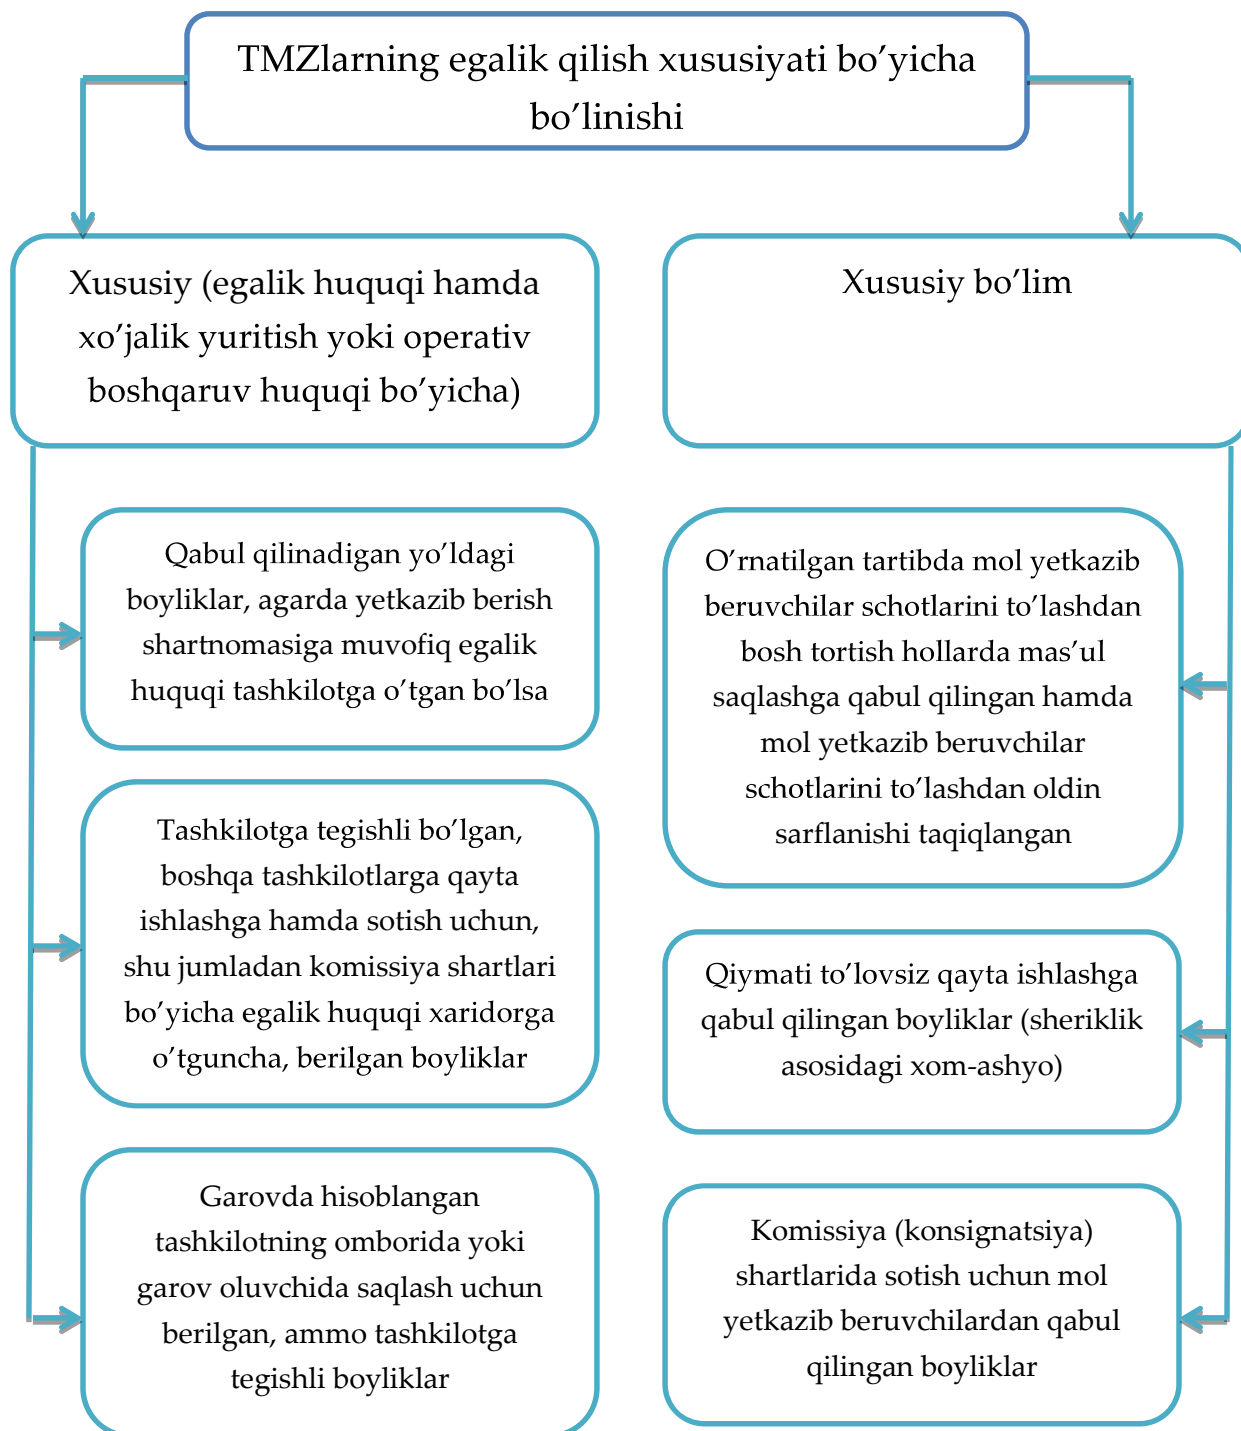 TMZlarning egalik qilish xususiyati bo’yicha
bo’linishi
Xususiy (egalik huquqi hamda
xo’jalik yuritish yoki operativ
boshqaruv huquqi bo’yicha)
Xususiy bo’lim
Qabul qilinadigan yo’ldagi
boyliklar, agarda yetkazib berish
shartnomasiga muvofiq egalik
huquqi tashkilotga o’tgan bo’lsa
Tashkilotga tegishli bo’lgan,
boshqa tashkilotlarga qayta
ishlashga hamda sotish uchun,
shu jumladan komissiya shartlari
bo’yicha egalik huquqi xaridorga
o’tguncha, berilgan boyliklar
Garovda hisoblangan
tashkilotning omborida yoki
garov oluvchida saqlash uchun
berilgan, ammo tashkilotga
tegishli boyliklar
O’rnatilgan tartibda mol yetkazib
beruvchilar schotlarini to’lashdan
bosh tortish hollarda mas’ul
saqlashga qabul qilingan hamda
mol yetkazib beruvchilar
schotlarini to’lashdan oldin
sarflanishi taqiqlangan
Qiymati to’lovsiz qayta ishlashga
qabul qilingan boyliklar (sheriklik
asosidagi xom-ashyo)
Komissiya (konsignatsiya)
shartlarida sotish uchun mol
yetkazib beruvchilardan qabul
qilingan boyliklar